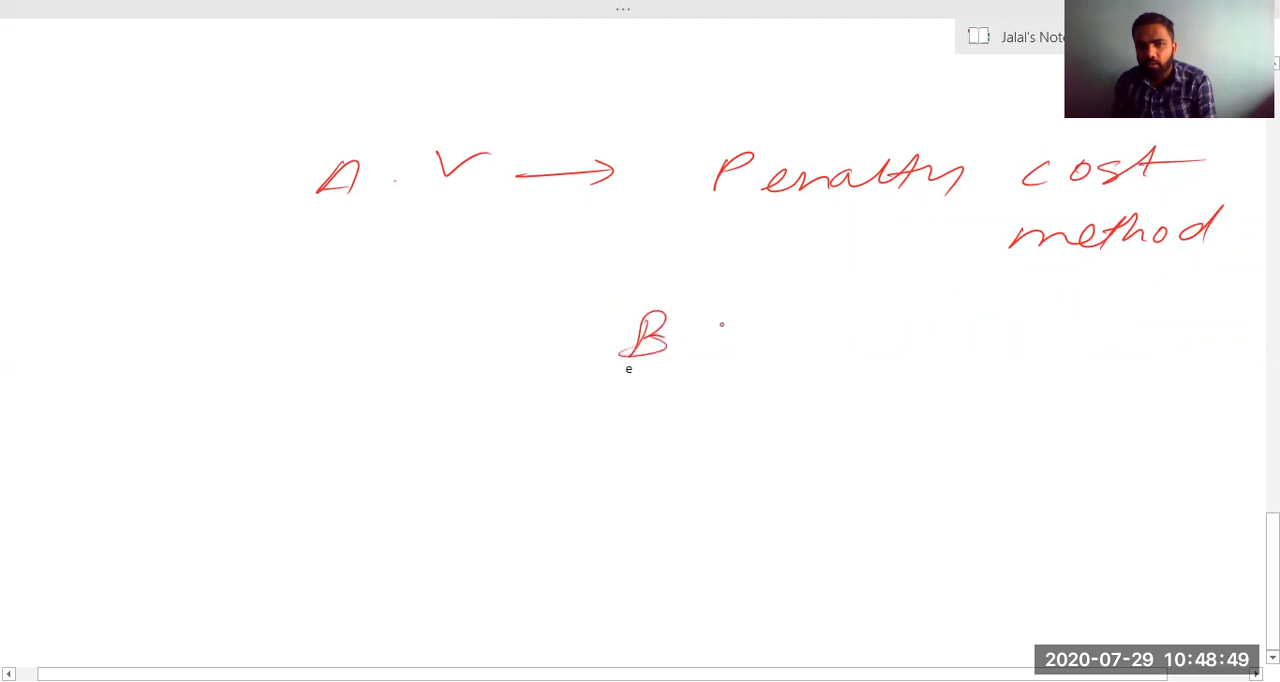 ...
Jalal's Note
A.V → Penalty cost
method
B
e
2020-07-29 10:48:49